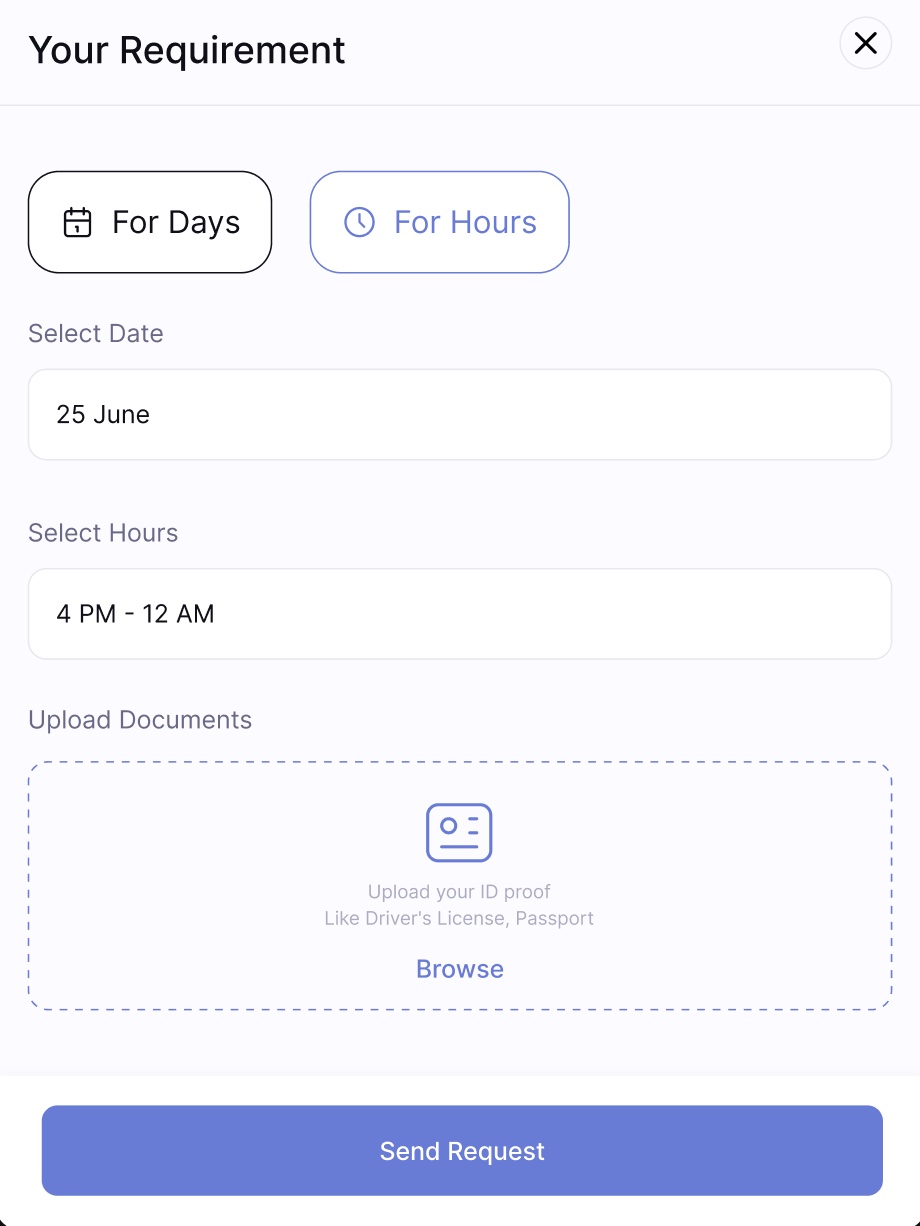 Your Requirement
For Days
For Hours
Select Date
25 June
Select Hours
4 PM - 12 AM
Upload Documents
Upload your ID proof
Like Driver's License, Passport
Browse
Send Request